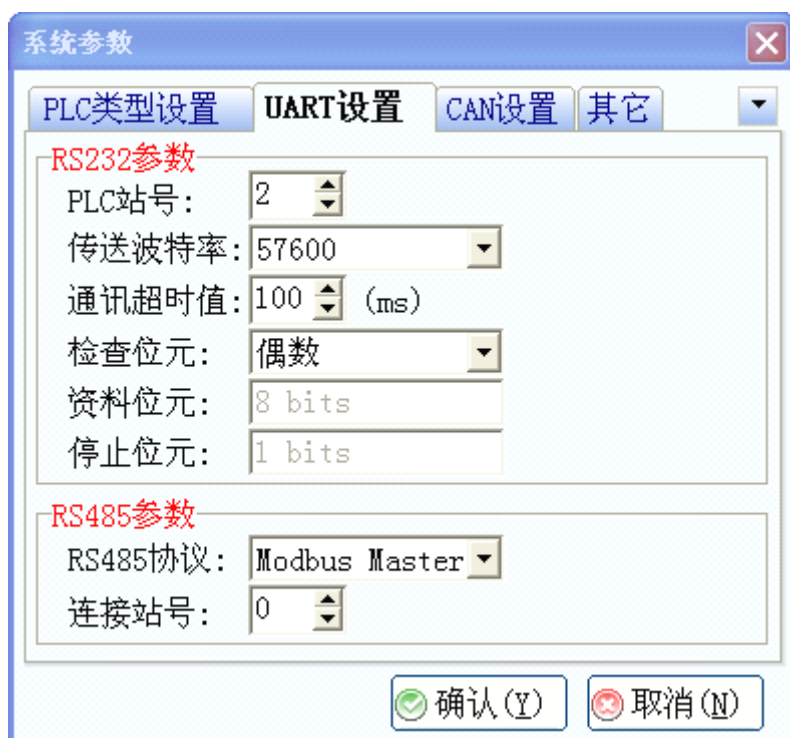 系统参数
PLC类型设置 UART设置 CAN设置 其它
RS232参数
PLC站号: 2
传送波特率: 57600
通讯超时值: 100 (ms)
检查位元: 偶数
资料位元: 8 bits
停止位元: 1 bits
RS485参数
RS485协议: Modbus Master
连接站号: 0
确认(Y) 取消(N)